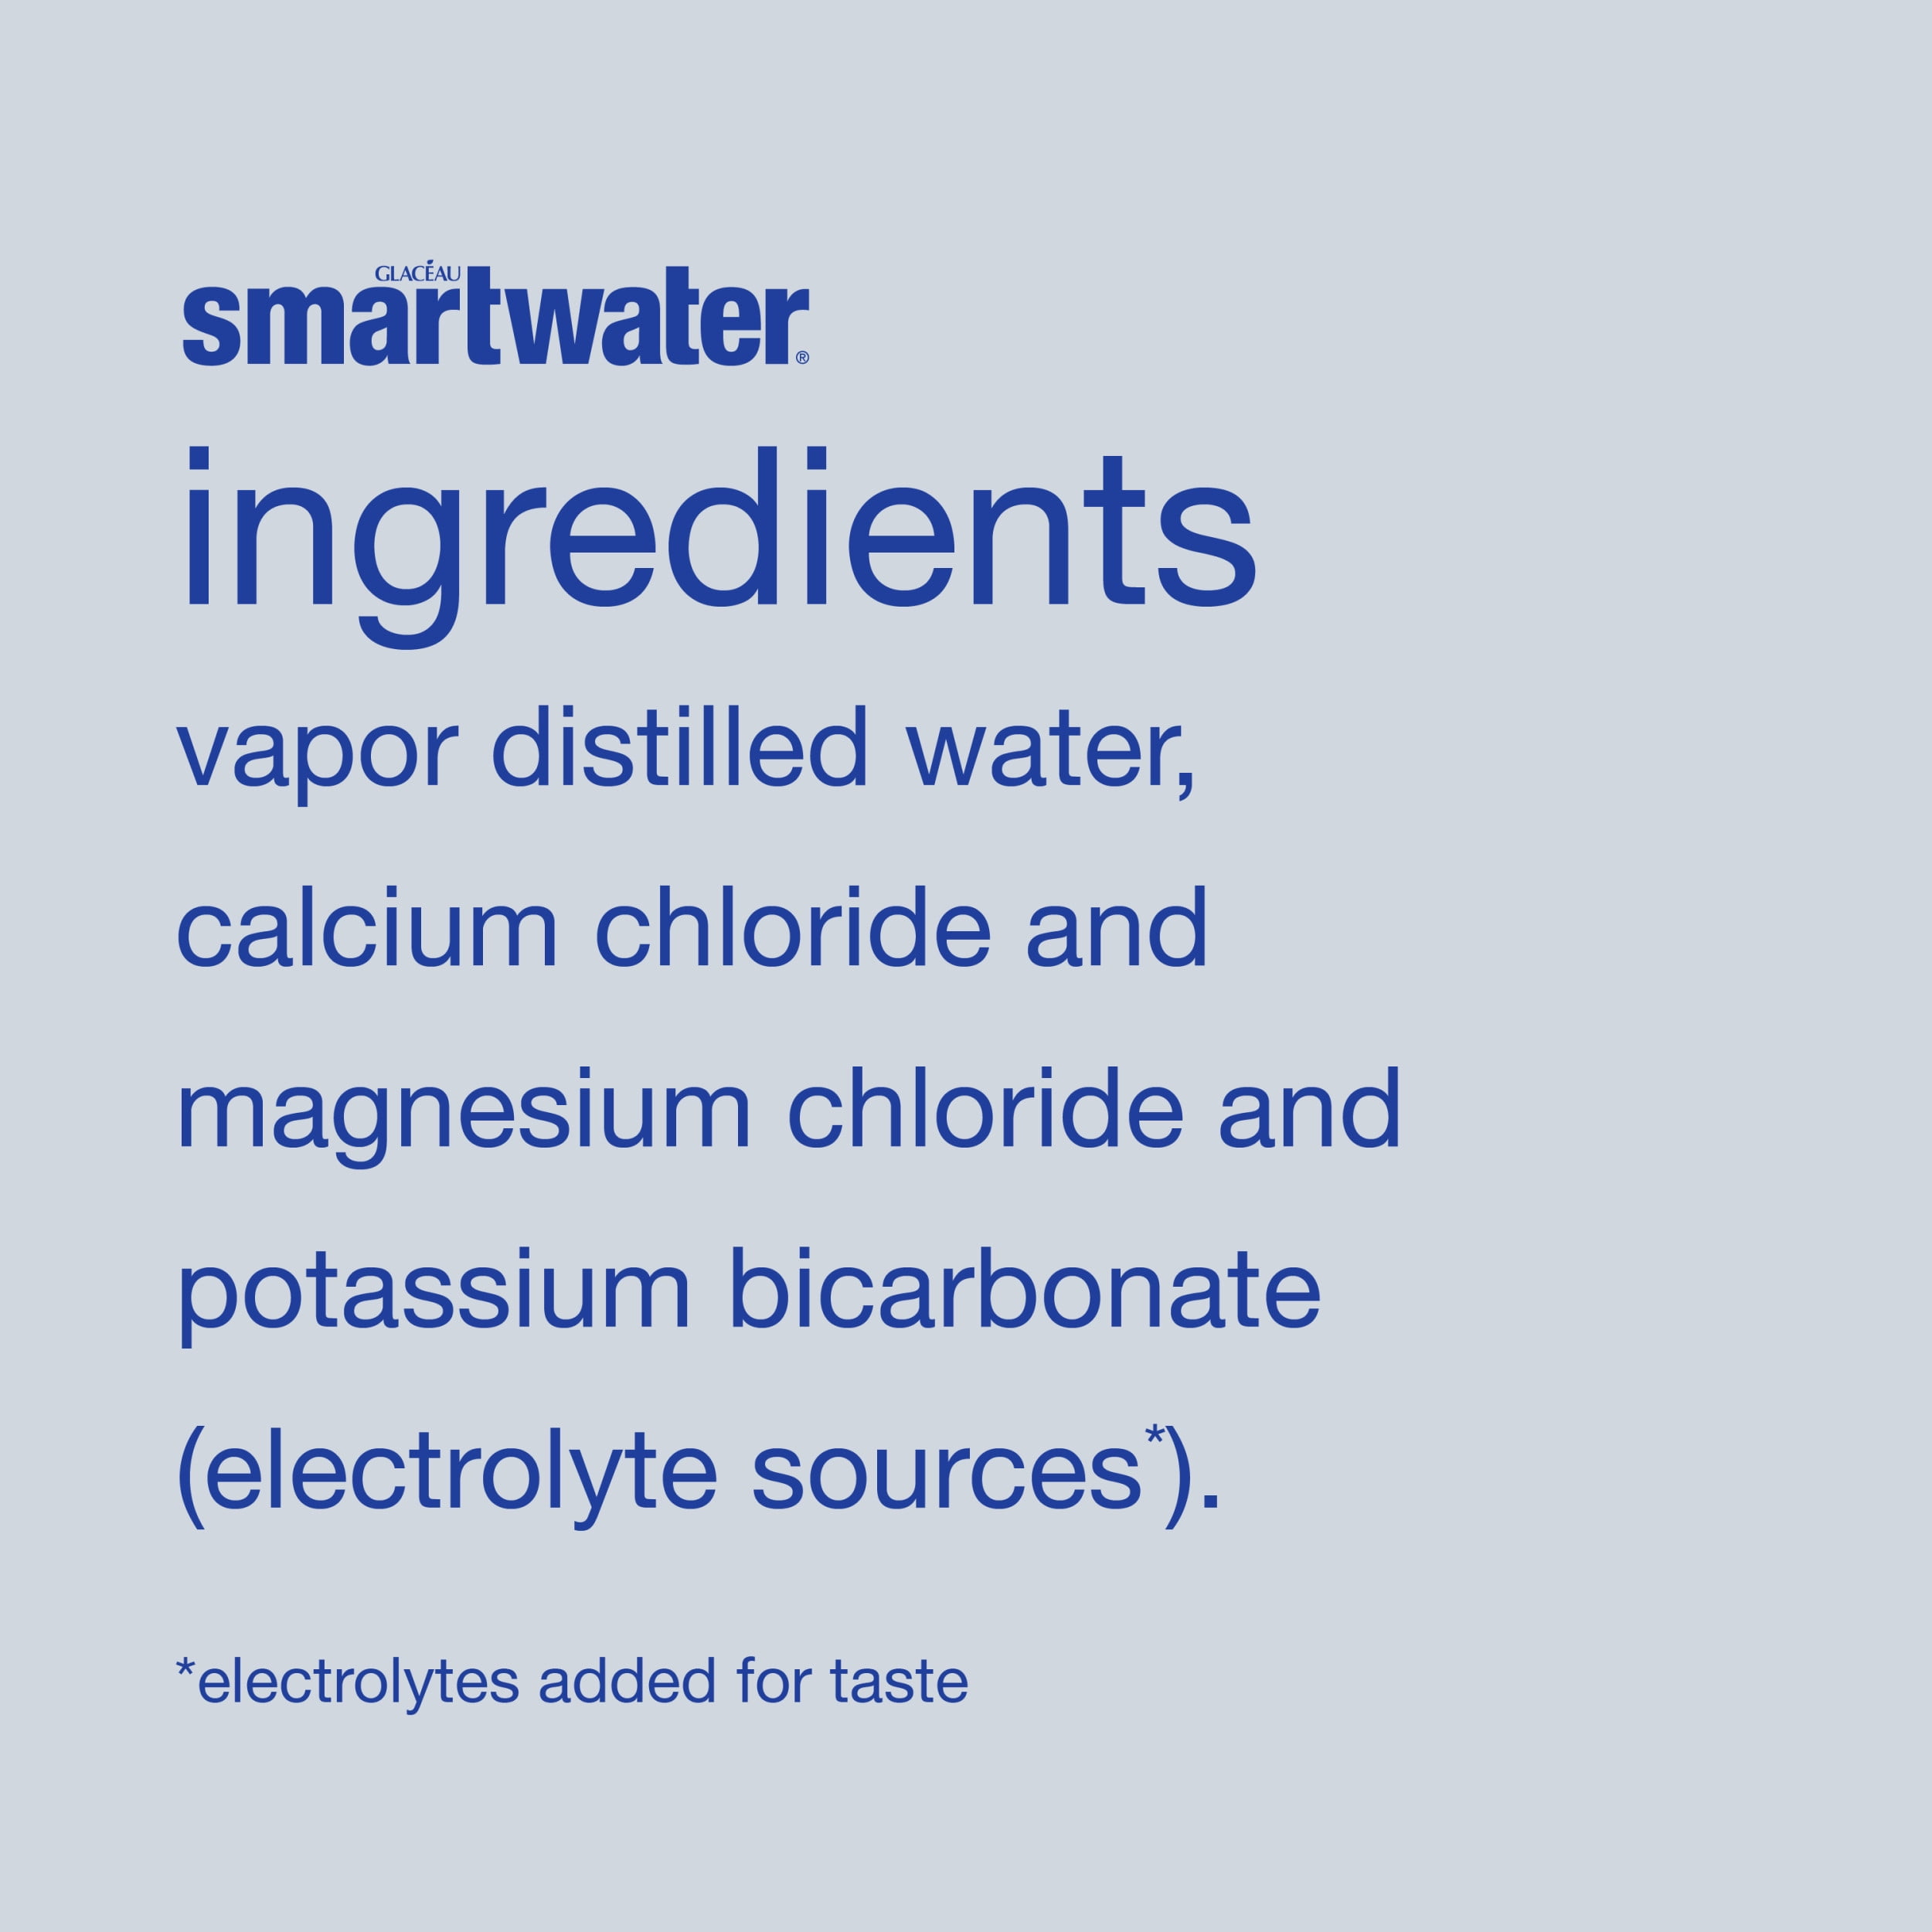 GLACÉAU
smartwater®
ingredients
vapor distilled water,
calcium chloride and
magnesium chloride and
potassium bicarbonate
(electrolyte sources*).
*electrolytes added for taste